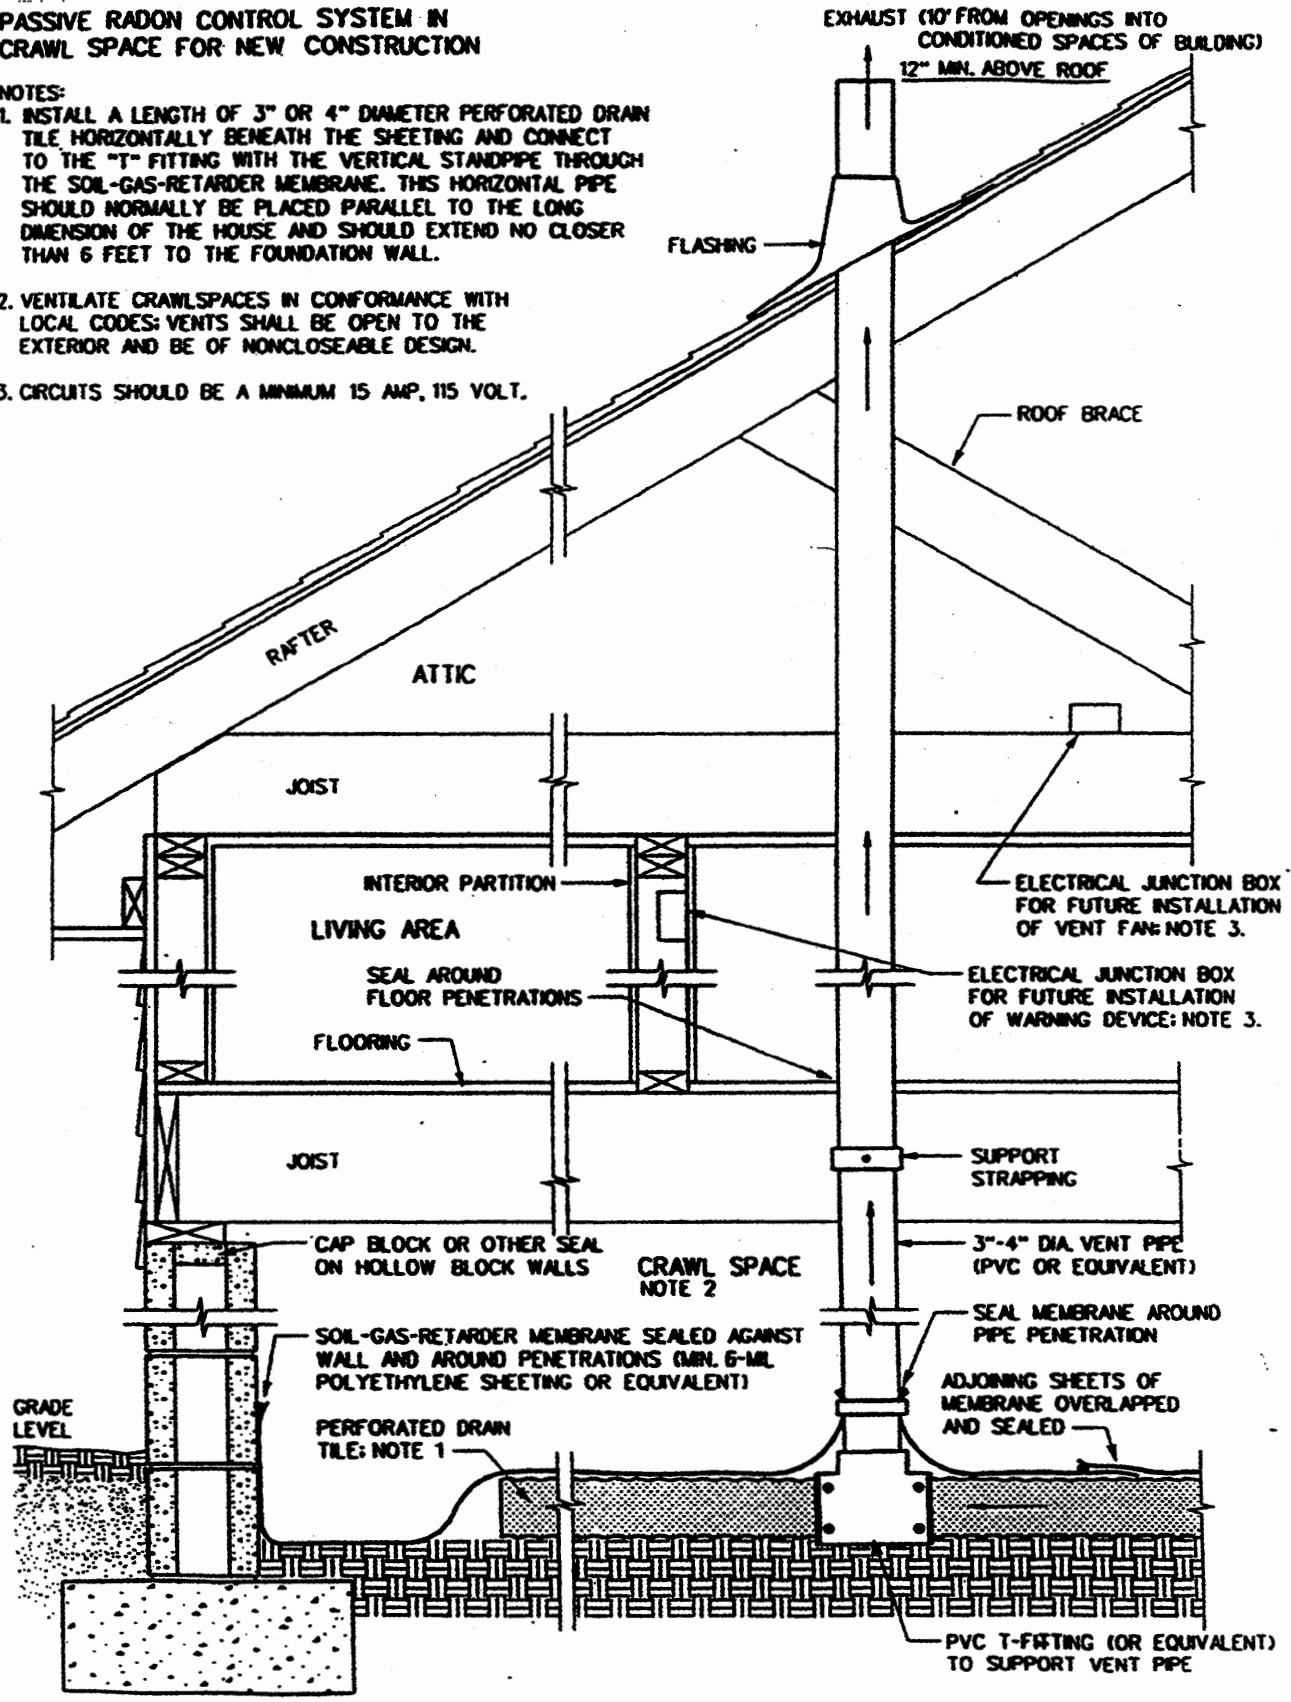 PASSIVE RADON CONTROL SYSTEM IN
CRAWL SPACE FOR NEW CONSTRUCTION
NOTES:
1. INSTALL A LENGTH OF 3" OR 4" DIAMETER PERFORATED DRAIN
TILE HORIZONTALLY BENEATH THE SHEETING AND CONNECT
TO THE "T" FITTING WITH THE VERTICAL STANDPIPE THROUGH
THE SOIL-GAS-RETARDER MEMBRANE. THIS HORIZONTAL PIPE
SHOULD NORMALLY BE PLACED PARALLEL TO THE LONG
DIMENSION OF THE HOUSE AND SHOULD EXTEND NO CLOSER
THAN 6 FEET TO THE FOUNDATION WALL.
2. VENTILATE CRAWLSPACES IN CONFORMANCE WITH
LOCAL CODES; VENTS SHALL BE OPEN TO THE
EXTERIOR AND BE OF NONCLOSEABLE DESIGN.
3. CIRCUITS SHOULD BE A MINIMUM 15 AMP, 115 VOLT.
EXHAUST (10' FROM OPENINGS INTO
CONDITIONED SPACES OF BUILDING)
12" MIN. ABOVE ROOF
FLASHING
ROOF BRACE
RAFTER
ATTIC
JOIST
INTERIOR PARTITION
LIVING AREA
ELECTRICAL JUNCTION BOX
FOR FUTURE INSTALLATION
OF VENT FAN; NOTE 3.
SEAL AROUND
FLOOR PENETRATIONS
ELECTRICAL JUNCTION BOX
FOR FUTURE INSTALLATION
OF WARNING DEVICE; NOTE 3.
FLOORING
JOIST
SUPPORT
STRAPPING
CAP BLOCK OR OTHER SEAL
ON HOLLOW BLOCK WALLS
CRAWL SPACE
NOTE 2
3"-4" DIA. VENT PIPE
(PVC OR EQUIVALENT)
SOIL-GAS-RETARDER MEMBRANE SEALED AGAINST
WALL AND AROUND PENETRATIONS (MIN. 6-MIL
POLYETHYLENE SHEETING OR EQUIVALENT)
SEAL MEMBRANE AROUND
PIPE PENETRATION
ADJOINING SHEETS OF
MEMBRANE OVERLAPPED
AND SEALED
GRADE
LEVEL
PERFORATED DRAIN
TILE; NOTE 1
PVC T-FITTING (OR EQUIVALENT)
TO SUPPORT VENT PIPE